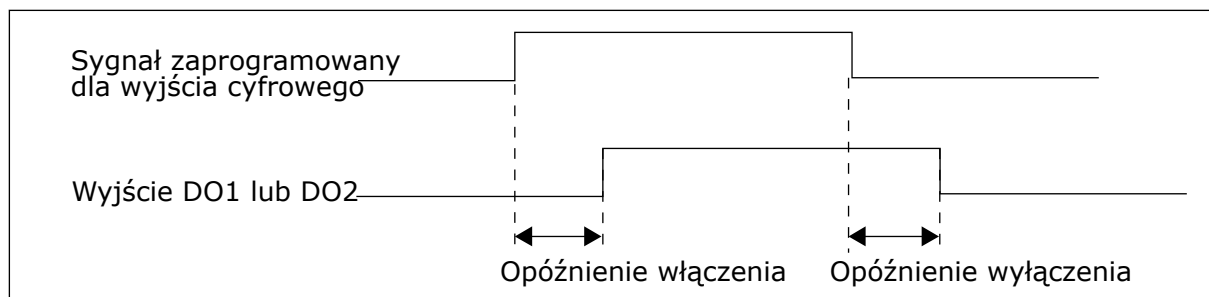 Sygnał zaprogramowany
dla wyjścia cyfrowego
Wyjście DO1 lub DO2
Opóźnienie włączenia
Opóźnienie wyłączenia